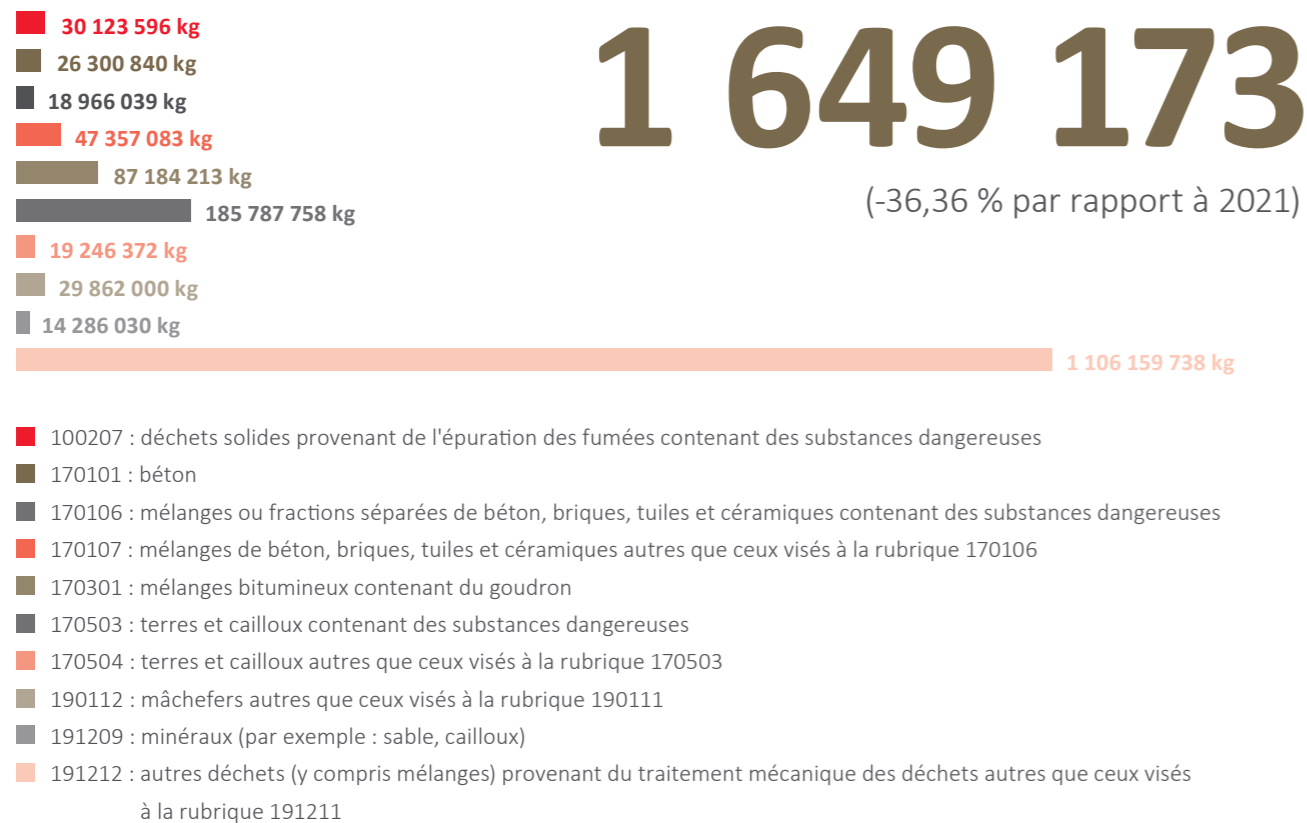 30 123 596 kg
26 300 840 kg
18 966 039 kg
47 357 083 kg
87 184 213 kg
185 787 758 kg
19 246 372 kg
29 862 000 kg
14 286 030 kg
1 106 159 738 kg
1 649 173
(-36,36 % par rapport à 2021)
100207 : déchets solides provenant de l'épuration des fumées contenant des substances dangereuses
170101 : béton
170106 : mélanges ou fractions séparées de béton, briques, tuiles et céramiques contenant des substances dangereuses
170107 : mélanges de béton, briques, tuiles et céramiques autres que ceux visés à la rubrique 170106
170301 : mélanges bitumineux contenant du goudron
170503 : terres et cailloux contenant des substances dangereuses
170504 : terres et cailloux autres que ceux visés à la rubrique 170503
190112 : mâchefers autres que ceux visés à la rubrique 190111
191209 : minéraux (par exemple : sable, cailloux)
191212 : autres déchets (y compris mélanges) provenant du traitement mécanique des déchets autres que ceux visés
à la rubrique 191211